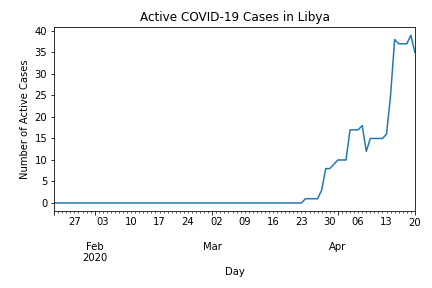 Active COVID-19 Cases in Libya
Number of Active Cases
40
35
30
25
20
15
10
5
0
27 03 10 17 24 02 09 16 23 30 06 13 20
Feb Mar Apr
2020
Day